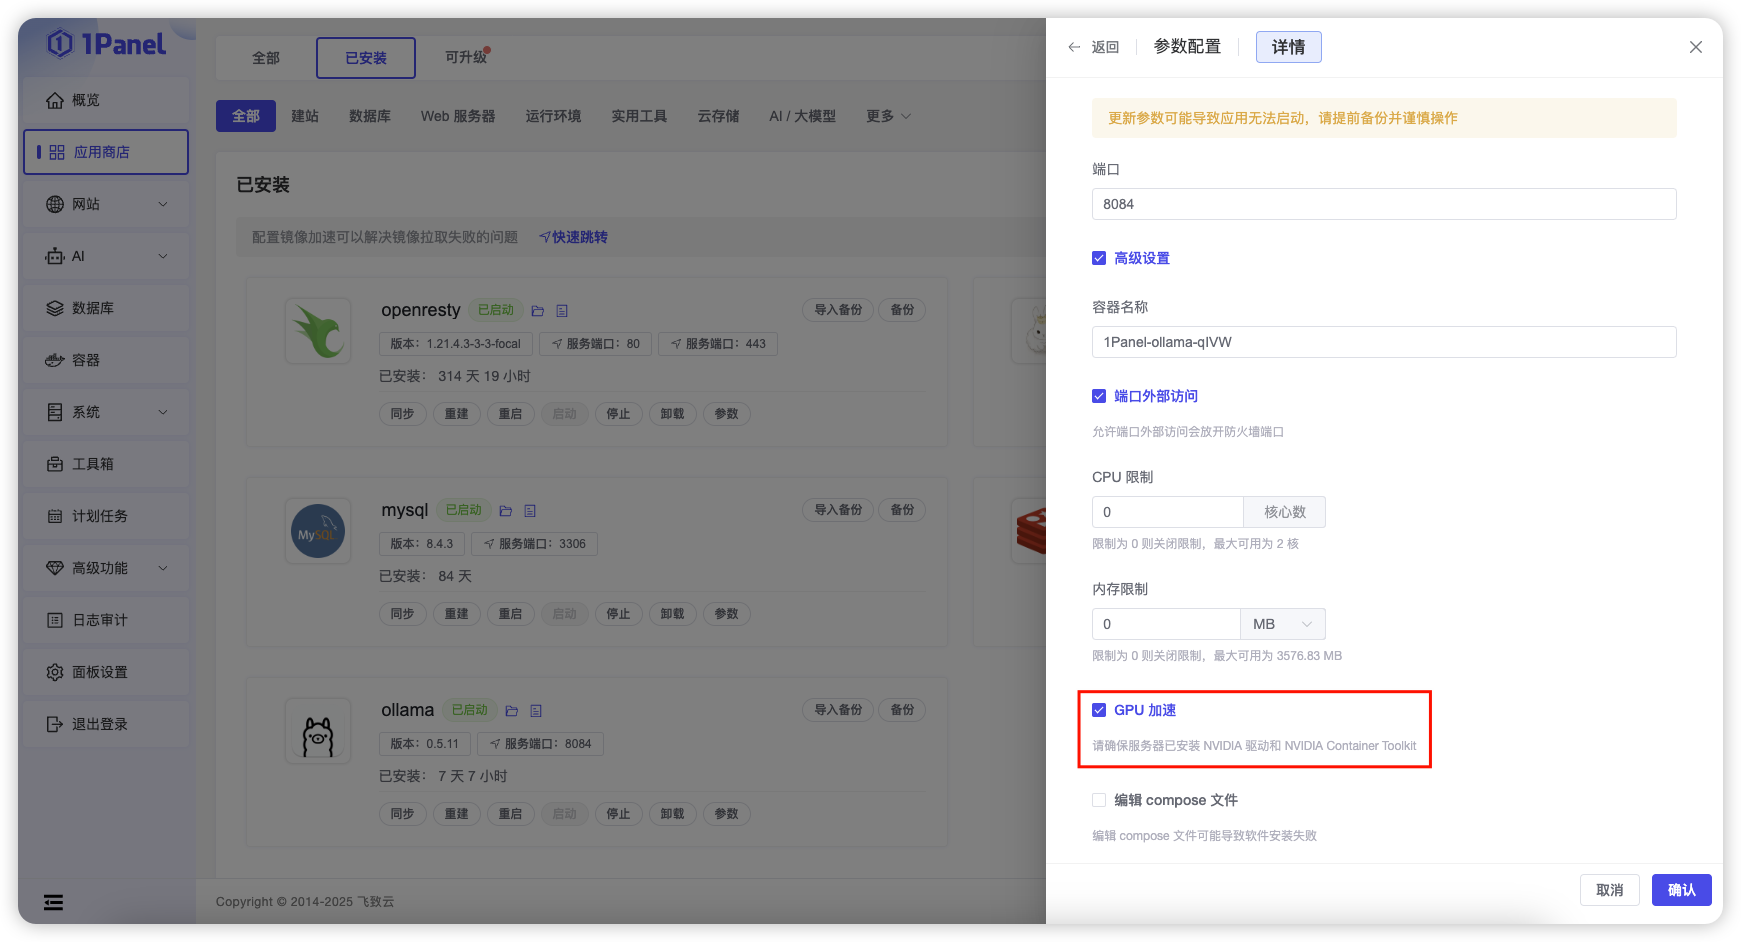 1Panel
概览
应用商店
网站
AI
数据库
容器
系统
工具箱
计划任务
高级功能
日志审计
面板设置
退出登录
全部
已安装
可升级
全部
建站
数据库
Web 服务器
运行环境
实用工具
云存储
AI / 大模型
更多
已安装
配置镜像加速可以解决镜像拉取失败的问题 快速跳转
openresty 已启动 导入备份 备份
版本：1.21.4.3-3-3-focal 服务端口：80 服务端口：443
已安装： 314 天 19 小时
同步 重建 重启 启动 停止 卸载 参数
MySQL
mysql 已启动 导入备份 备份
版本：8.4.3 服务端口：3306
已安装： 84 天
同步 重建 重启 启动 停止 卸载 参数
ollama 已启动 导入备份 备份
版本：0.5.11 服务端口：8084
已安装： 7 天 7 小时
同步 重建 重启 启动 停止 卸载 参数
Copyright © 2014-2025 飞致云
返回 参数配置 详情
更新参数可能导致应用无法启动，请提前备份并谨慎操作
端口
8084
高级设置
容器名称
1Panel-ollama-qIVW
端口外部访问
允许端口外部访问会放开防火墙端口
CPU 限制
0 核心数
限制为 0 则关闭限制，最大可用为 2 核
内存限制
0 MB
限制为 0 则关闭限制，最大可用为 3576.83 MB
GPU 加速
请确保服务器已安装 NVIDIA 驱动和 NVIDIA Container Toolkit
编辑 compose 文件
编辑 compose 文件可能导致软件安装失败
取消 确认